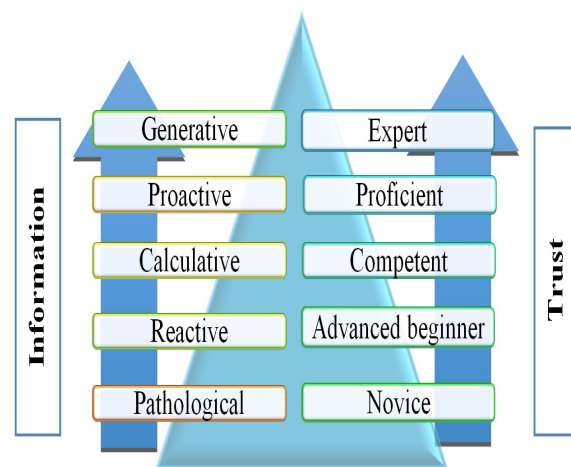 Information
Generative
Expert
Proactive
Proficient
Calculative
Competent
Reactive
Advanced beginner
Pathological
Novice
Trust